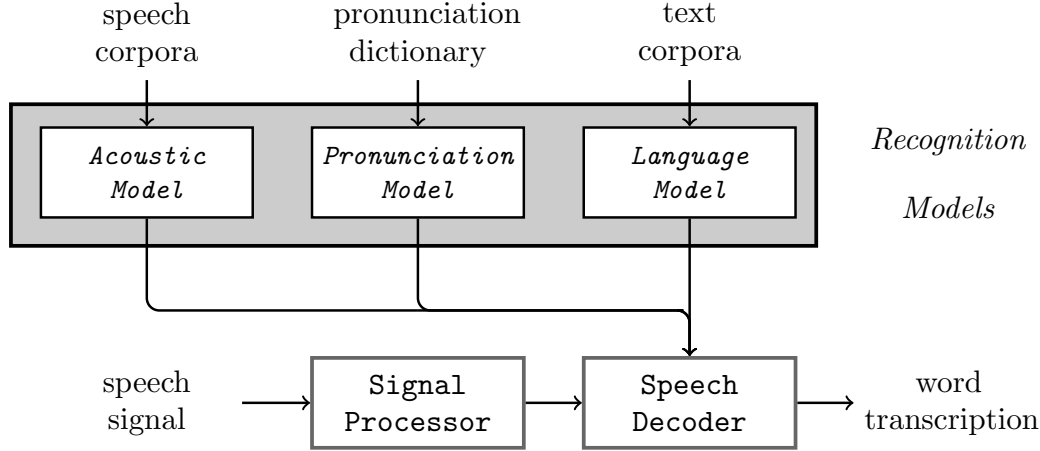 speech
corpora
pronunciation
dictionary
text
corpora
Acoustic
Model
Pronunciation
Model
Language
Model
Recognition
Models
speech
signal
Signal
Processor
Speech
Decoder
word
transcription